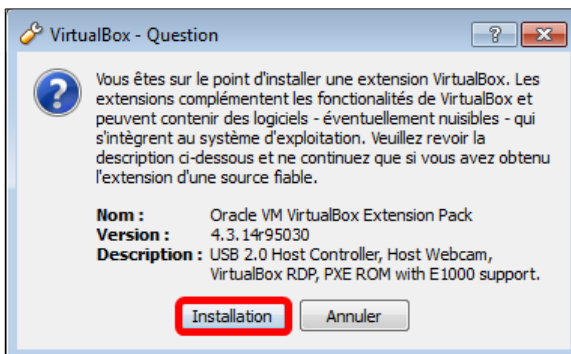 VirtualBox - Question
Vous êtes sur le point d'installer une extension VirtualBox. Les
extensions complémentent les fonctionalités de VirtualBox et
peuvent contenir des logiciels - éventuellement nuisibles - qui
s'intègrent au système d'exploitation. Veuillez revoir la
description ci-dessous et ne continuez que si vous avez obtenu
l'extension d'une source fiable.
Nom : Oracle VM VirtualBox Extension Pack
Version : 4.3.14r95030
Description : USB 2.0 Host Controller, Host Webcam,
VirtualBox RDP, PXE ROM with E1000 support.
Installation Annuler